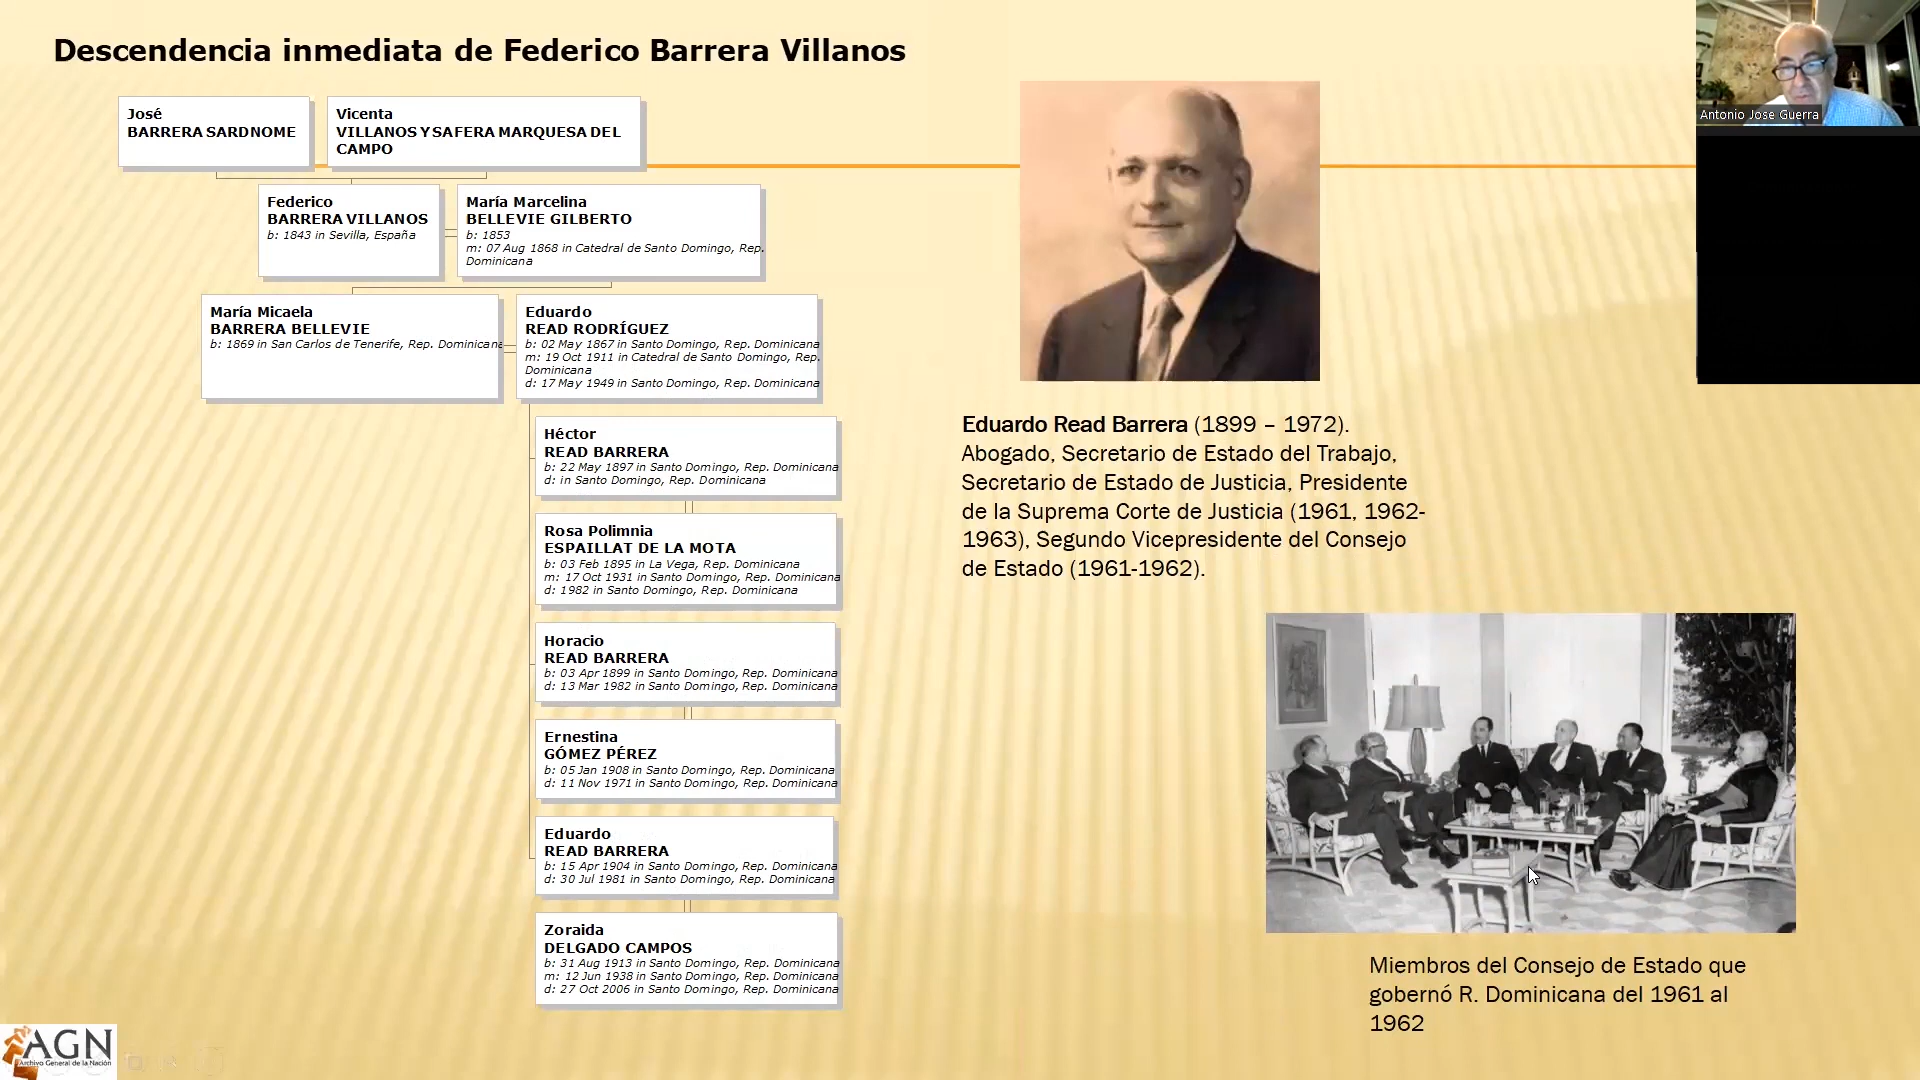 Descendencia inmediata de Federico Barrera Villanos
Antonio Jose Guerra
José
BARRERA SARDNOME
Vicenta
VILLANOS Y SAFERA MARQUESA DEL
CAMPO
Federico
BARRERA VILLANOS
b: 1843 in Sevilla, España
María Marcelina
BELLEVIE GILBERTO
b: 1853
m: 07 Aug 1868 in Catedral de Santo Domingo, Rep.
Dominicana
María Micaela
BARRERA BELLEVIE
b: 1869 in San Carlos de Tenerife, Rep. Dominicana
Eduardo
READ RODRÍGUEZ
b: 02 May 1867 in Santo Domingo, Rep. Dominicana
m: 19 Oct 1911 in Catedral de Santo Domingo, Rep.
Dominicana
d: 17 May 1949 in Santo Domingo, Rep. Dominicana
Héctor
READ BARRERA
b: 22 May 1897 in Santo Domingo, Rep. Dominicana
d: in Santo Domingo, Rep. Dominicana
Rosa Polimnia
ESPAILLAT DE LA MOTA
b: 03 Feb 1895 in La Vega, Rep. Dominicana
m: 17 Oct 1931 in Santo Domingo, Rep. Dominicana
d: 1982 in Santo Domingo, Rep. Dominicana
Horacio
READ BARRERA
b: 03 Apr 1899 in Santo Domingo, Rep. Dominicana
d: 13 Mar 1982 in Santo Domingo, Rep. Dominicana
Ernestina
GÓMEZ PÉREZ
b: 05 Jan 1908 in Santo Domingo, Rep. Dominicana
d: 11 Nov 1971 in Santo Domingo, Rep. Dominicana
Eduardo
READ BARRERA
b: 15 Apr 1904 in Santo Domingo, Rep. Dominicana
d: 30 Jul 1981 in Santo Domingo, Rep. Dominicana
Zoraida
DELGADO CAMPOS
b: 31 Aug 1913 in Santo Domingo, Rep. Dominicana
m: 12 Jun 1938 in Santo Domingo, Rep. Dominicana
d: 27 Oct 2006 in Santo Domingo, Rep. Dominicana
Eduardo Read Barrera (1899 – 1972).
Abogado, Secretario de Estado del Trabajo,
Secretario de Estado de Justicia, Presidente
de la Suprema Corte de Justicia (1961, 1962-
1963), Segundo Vicepresidente del Consejo
de Estado (1961-1962).
Miembros del Consejo de Estado que
gobernó R. Dominicana del 1961 al
1962
AGN
Archivo General de la Nación